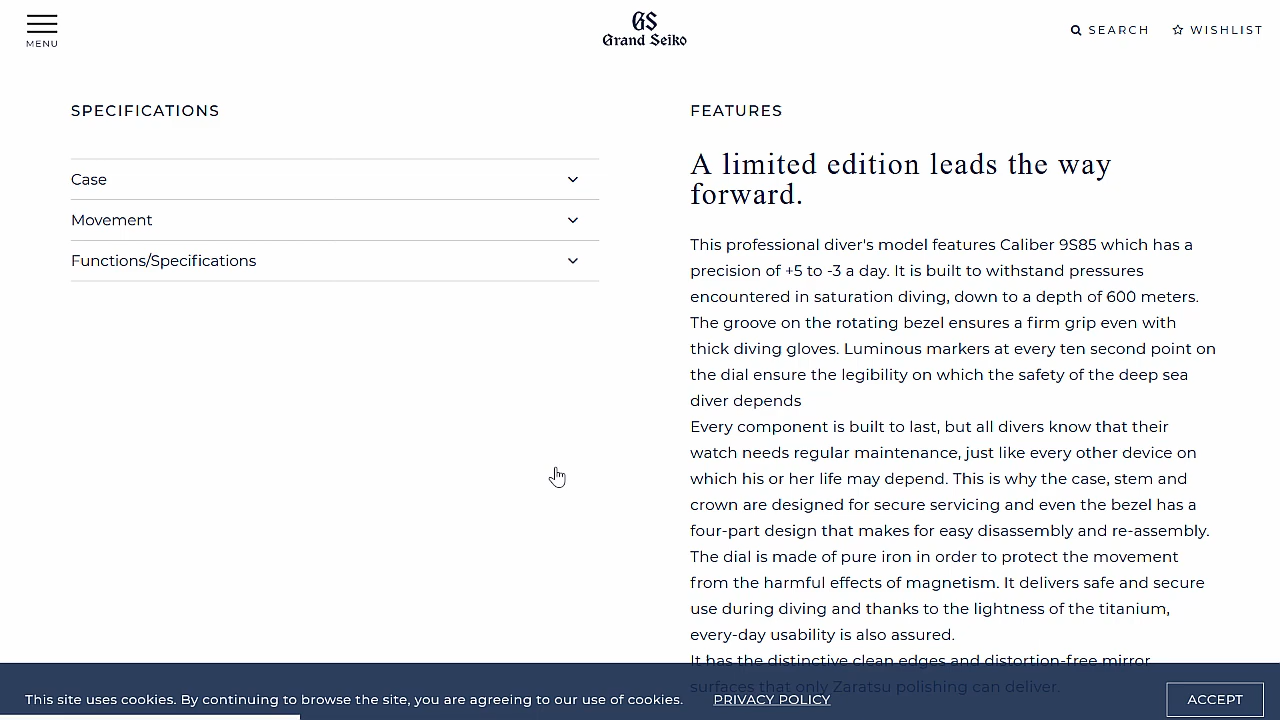 MENU
GS
Grand Seiko
SEARCH
WISHLIST
SPECIFICATIONS
Case
Movement
Functions/Specifications
FEATURES
A limited edition leads the way
forward.
This professional diver's model features Caliber 9S85 which has a
precision of +5 to -3 a day. It is built to withstand pressures
encountered in saturation diving, down to a depth of 600 meters.
The groove on the rotating bezel ensures a firm grip even with
thick diving gloves. Luminous markers at every ten second point on
the dial ensure the legibility on which the safety of the deep sea
diver depends
Every component is built to last, but all divers know that their
watch needs regular maintenance, just like every other device on
which his or her life may depend. This is why the case, stem and
crown are designed for secure servicing and even the bezel has a
four-part design that makes for easy disassembly and re-assembly.
The dial is made of pure iron in order to protect the movement
from the harmful effects of magnetism. It delivers safe and secure
use during diving and thanks to the lightness of the titanium,
every-day usability is also assured.
It has the distinctive clean edges and distortion-free mirror
surfaces that only Zaratsu polishing can deliver.
This site uses cookies. By continuing to browse the site, you are agreeing to our use of cookies.
PRIVACY POLICY
ACCEPT